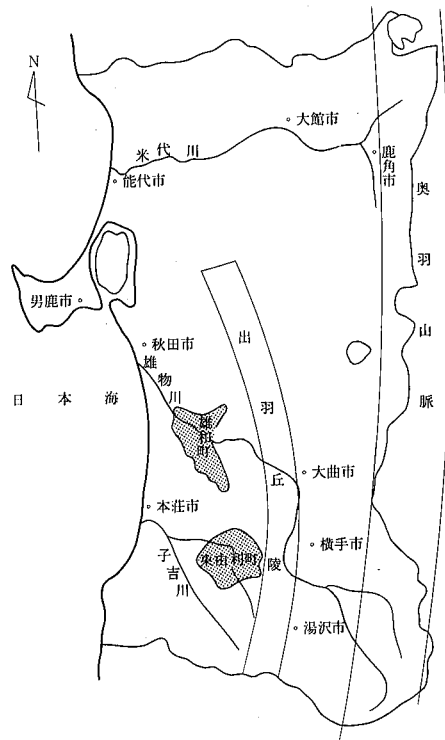 N
大館市
米代川
鹿角市
能代市
奥羽山脈
男鹿市
出羽丘陵
秋田市
雄物川
日本海
雄和町
大曲市
本荘市
横手市
東由利町
子吉川
湯沢市